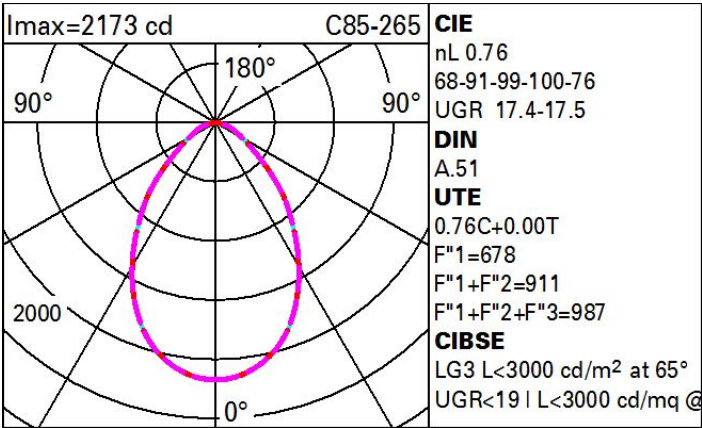 Imax=2173 cd C85-265
180°
90° 90°
2000
0°
CIE
nL 0.76
68-91-99-100-76
UGR 17.4-17.5
DIN
A.51
UTE
0.76C+0.00T
F"1=678
F"1+F"2=911
F"1+F"2+F"3=987
CIBSE
LG3 L<3000 cd/m² at 65°
UGR<19 | L<3000 cd/mq @